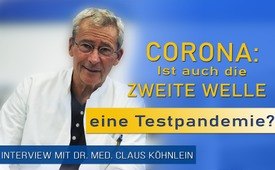 CORONA:
Ist auch die
ZWEITE WELLE
eine Testpandemie?
INTERVIEW MIT DR. MED. CLAUS KÖHNLEIN